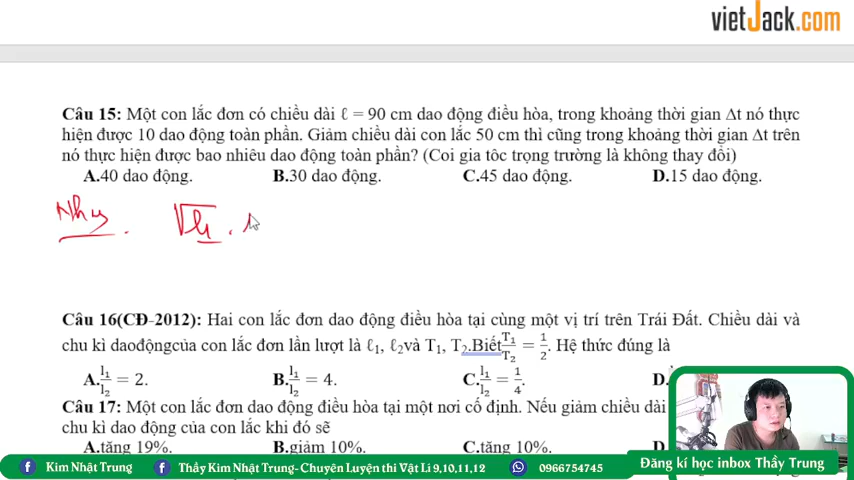 vietJack.com
Câu 15: Một con lắc đơn có chiều dài ℓ = 90 cm dao động điều hòa, trong khoảng thời gian Δt nó thực
hiện được 10 dao động toàn phần. Giảm chiều dài con lắc 50 cm thì cũng trong khoảng thời gian Δt trên
nó thực hiện được bao nhiêu dao động toàn phần? (Coi gia tôc trọng trường là không thay đổi)
A.40 dao động. B.30 dao động. C.45 dao động. D.15 dao động.
Câu 16(CĐ-2012): Hai con lắc đơn dao động điều hòa tại cùng một vị trí trên Trái Đất. Chiều dài và
chu kì daođộngcủa con lắc đơn lần lượt là ℓ₁, ℓ₂và T₁, T₂.Biết T₁/T₂ = 1/2. Hệ thức đúng là
A. l₁/l₂ = 2. B. l₁/l₂ = 4. C. l₁/l₂ = 1/4. D.
Câu 17: Một con lắc đơn dao động điều hòa tại một nơi cố định. Nếu giảm chiều dài
chu kì dao động của con lắc khi đó sẽ
A.tăng 19%. B.giảm 10%. C.tăng 10%. D
Kim Nhật Trung Thầy Kim Nhật Trung-Chuyên Luyện thi Vật Lí 9,10,11,12 0966754745 Đăng kí học inbox Thầy Trung